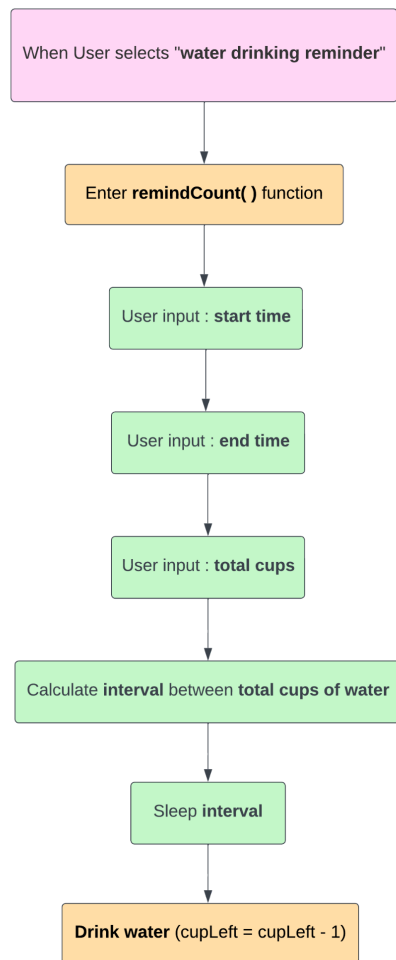 When User selects "water drinking reminder"
Enter remindCount( ) function
User input : start time
User input : end time
User input : total cups
Calculate interval between total cups of water
Sleep interval
Drink water (cupLeft = cupLeft - 1)